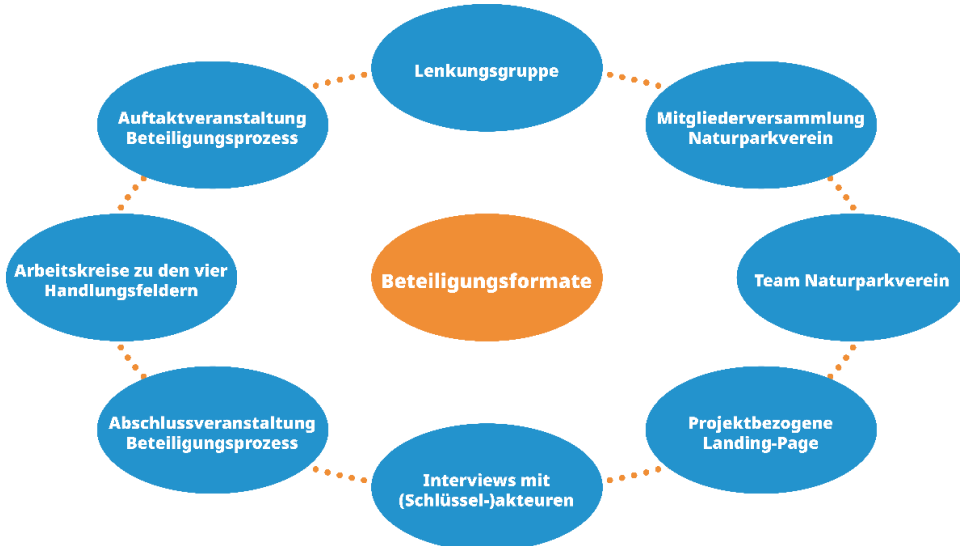 Lenkungsgruppe
Auftaktveranstaltung
Beteiligungsprozess
Mitgliederversammlung
Naturparkverein
Arbeitskreise zu den vier
Handlungsfeldern
Beteiligungsformate
Team Naturparkverein
Abschlussveranstaltung
Beteiligungsprozess
Projektbezogene
Landing-Page
Interviews mit
(Schlüssel-)akteuren